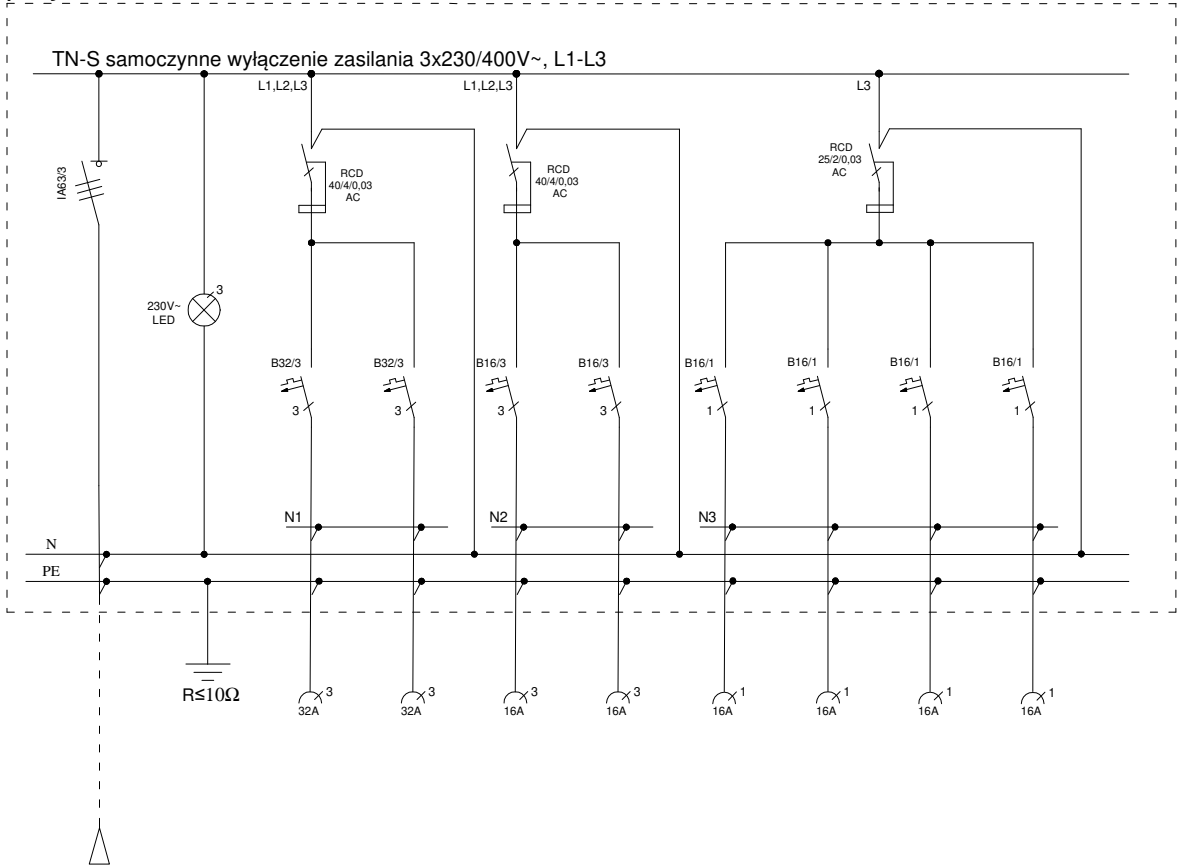 TN-S samoczynne wyłączenie zasilania 3x230/400V~, L1-L3
L1,L2,L3
L1,L2,L3
L3
IA63/3
RCD
40/4/0,03
AC
RCD
40/4/0,03
AC
RCD
25/2/0,03
AC
230V~
LED
3
B32/3
B32/3
B16/3
B16/3
B16/1
B16/1
B16/1
B16/1
3
3
3
3
1
1
1
1
N1
N2
N3
N
PE
R≤10Ω
3
32A
3
32A
3
16A
3
16A
1
16A
1
16A
1
16A
1
16A